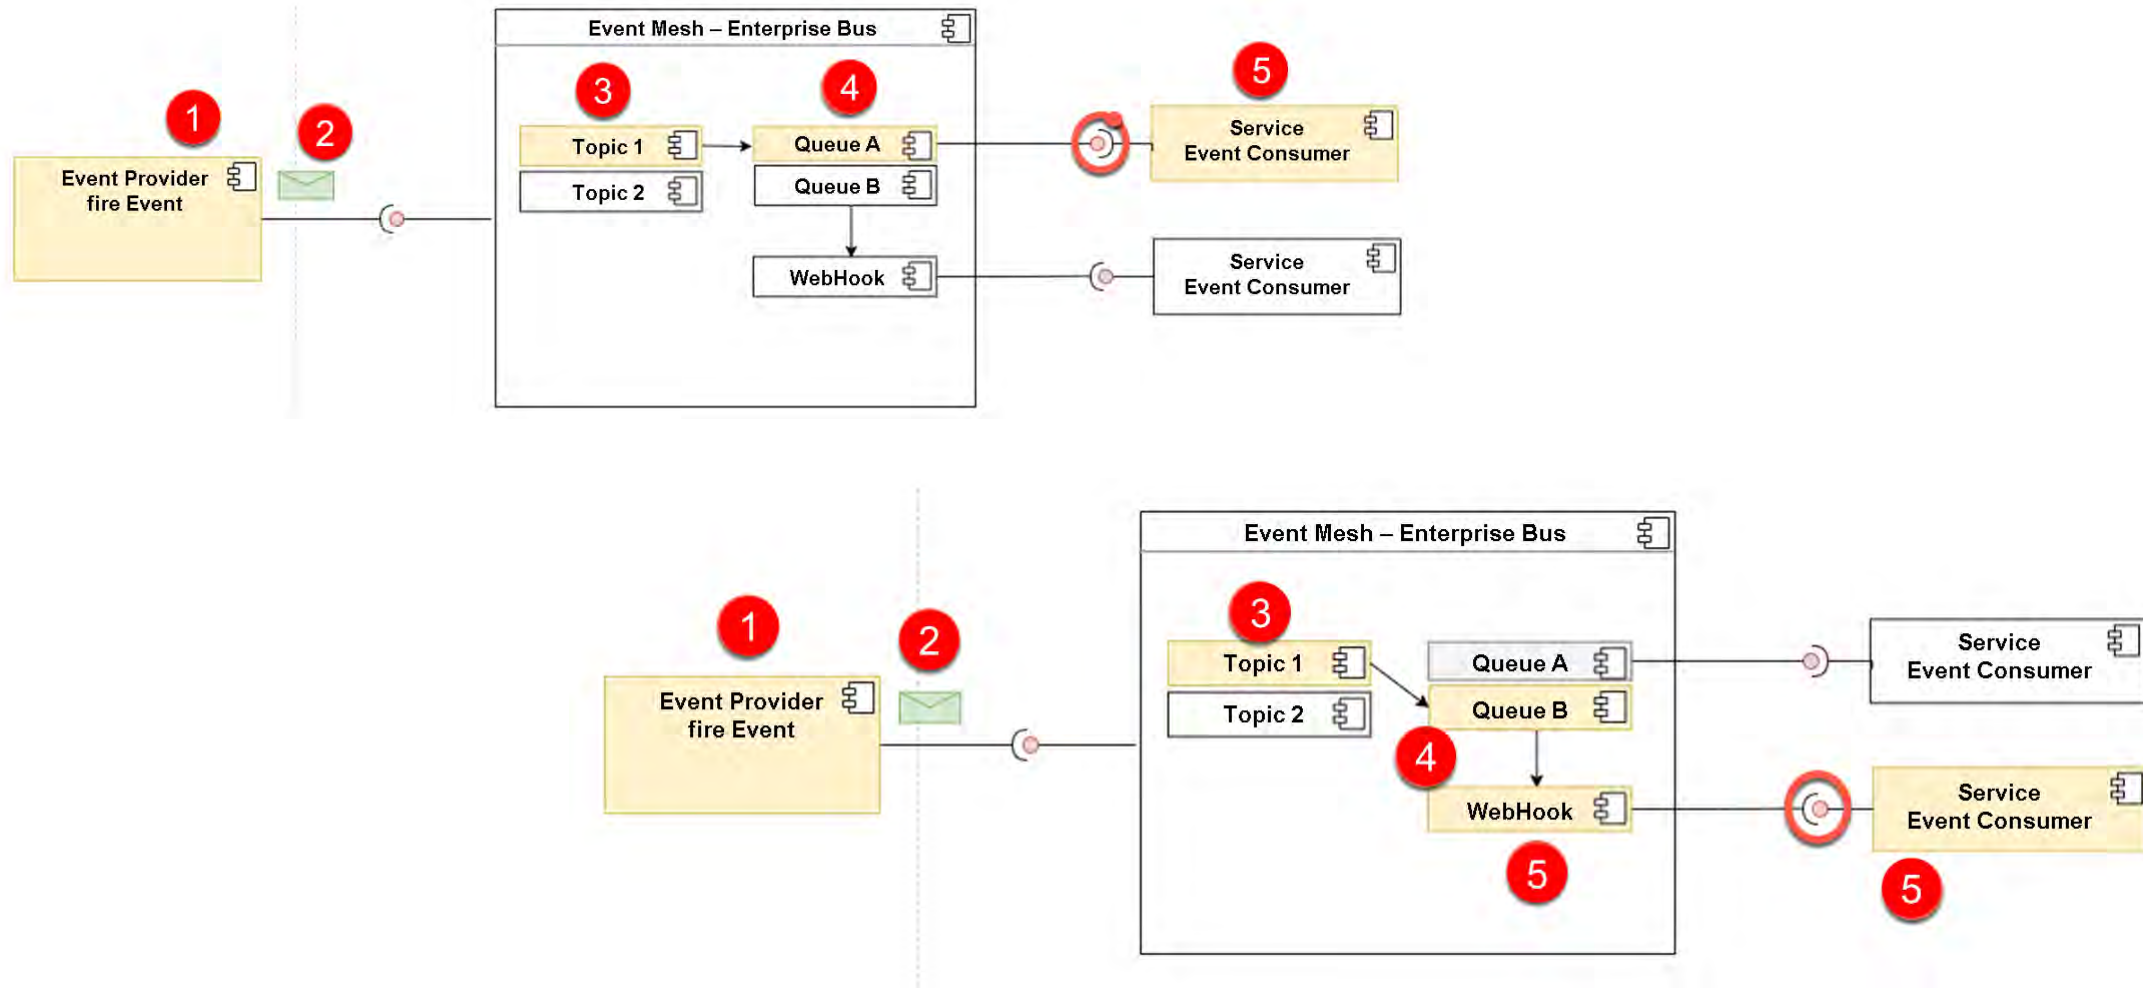 Event Mesh – Enterprise Bus
1
2
3
4
5
Event Provider
fire Event
Topic 1
Topic 2
Queue A
Queue B
WebHook
Service
Event Consumer
Service
Event Consumer
Event Mesh – Enterprise Bus
1
2
3
Event Provider
fire Event
Topic 1
Topic 2
Queue A
Queue B
4
WebHook
5
Service
Event Consumer
Service
Event Consumer
5